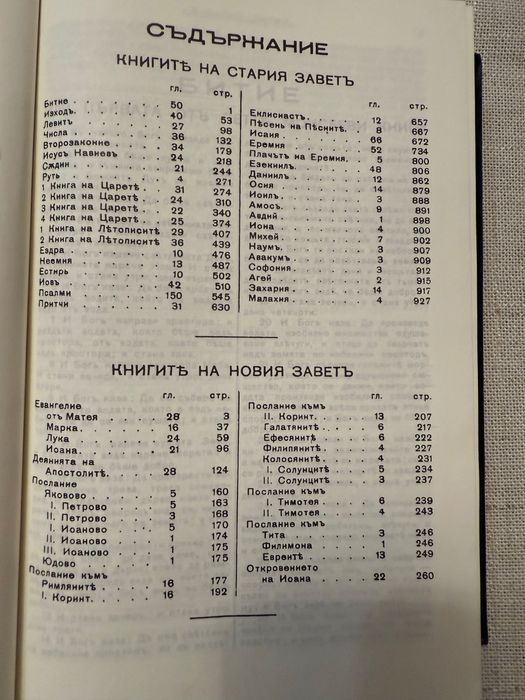 СЪДЪРЖАНИЕ
КНИГИТѢ НА СТАРИЯ ЗАВЕТЪ
гл. стр.
Битие . . . . . . . 50 1
Изходъ . . . . . . 40 53
Левитъ . . . . . . 27 98
Числа . . . . . . . 36 132
Второзаконие . . . . . 34 179
Исусъ Навиевъ . . . . 24 218
Сждии . . . . . . . 21 244
Руть . . . . . . . 4 271
1 Книга на Царетѣ . . 31 274
2 Книга на Царетѣ . . 24 310
3 Книга на Царетѣ . . 22 340
4 Книга на Царетѣ . . 25 374
1 Книга на Лѣтописитѣ 29 407
2 Книга на Лѣтописитѣ 36 439
Ездра . . . . . . . 10 476
Неемия . . . . . . 13 487
Естирь . . . . . . 10 502
Иовъ . . . . . . . 42 510
Псалми . . . . . . 150 545
Притчи . . . . . . 31 630
гл. стр.
Еклисиастъ . . . . . 12 657
Пѣсень на Пѣснитѣ . . 8 667
Исаия . . . . . . . 66 672
Еремия . . . . . . 52 734
Плачътъ на Еремия . . 5 800
Езекиилъ . . . . . . 48 806
Даниилъ . . . . . . 12 862
Осия . . . . . . . 14 879
Иоилъ . . . . . . . 3 888
Амосъ . . . . . . . 9 891
Авдий . . . . . . . 1 898
Иона . . . . . . . 4 900
Михей . . . . . . . 7 902
Наумъ . . . . . . . 3 907
Авакумъ . . . . . . 3 909
Софония . . . . . . 3 912
Агей . . . . . . . 2 915
Захария . . . . . . 14 917
Малахия . . . . . . 4 927
КНИГИТѢ НА НОВИЯ ЗАВЕТЪ
гл. стр.
Евангелие
отъ Матея . . . . 28 3
Марка . . . . . . 16 37
Лука . . . . . . 24 59
Иоана . . . . . . 21 96
Деянията на
Апостолитѣ . . . . 28 124
Послание
Яковово . . . . . 5 160
I. Петрово . . . . 5 163
II. Петрово . . . . 3 168
I. Иоаново . . . . 5 170
II. Иоаново . . . . 1 174
III. Иоаново . . . . 1 175
Юдово . . . . . . 1 175
Послание къмъ
Римлянитѣ . . . . 16 177
I. Коринт. . . . . 16 192
гл. стр.
Послание къмъ
II. Коринт. . . . . 13 207
Галатянитѣ . . . . 6 217
Ефесянитѣ . . . . 6 222
Филипянитѣ . . . . 4 227
Колосянитѣ . . . . 4 231
I. Солунцитѣ . . . 5 234
II. Солунцитѣ . . . 3 237
Послание къмъ
I. Тимотея . . . . 6 239
II. Тимотея . . . . 4 243
Послание къмъ
Тита . . . . . . 3 246
Филимона . . . . . 1 246
Евреитѣ . . . . . 13 249
Откровението
на Иоана . . . . . 22 260